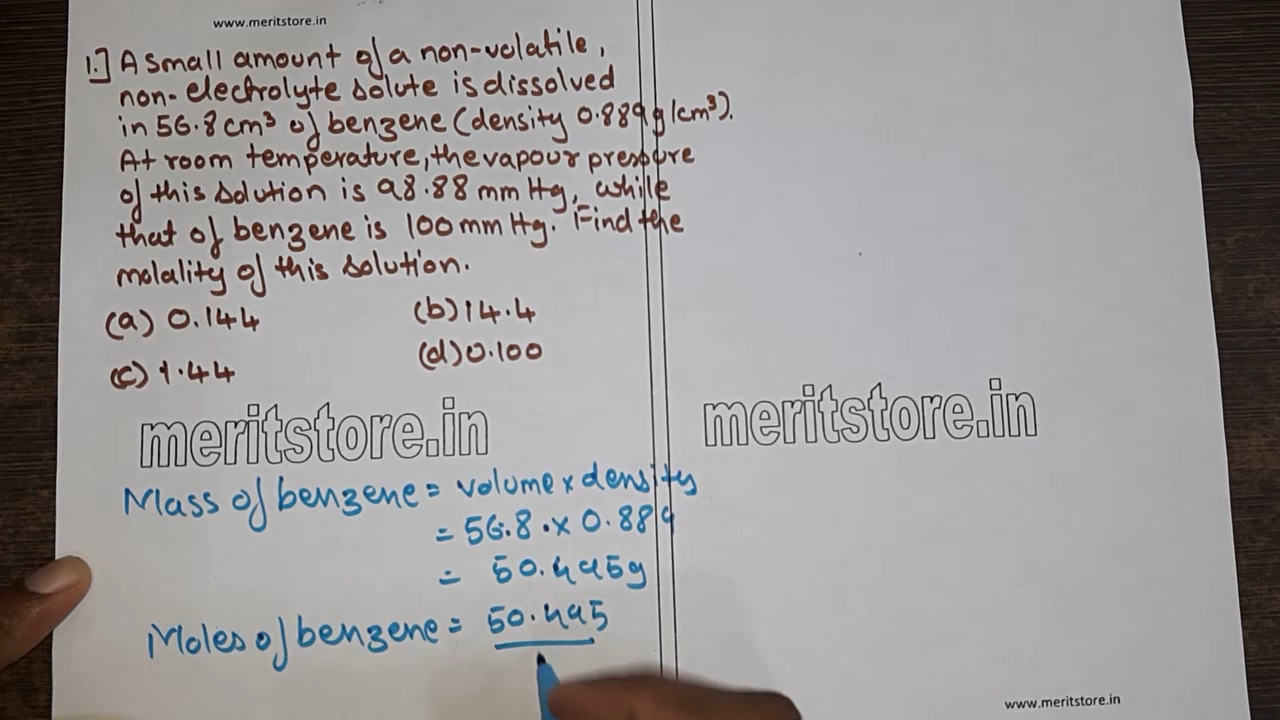 www.meritstore.in
1.] A small amount of a non-volatile,
non-electrolyte solute is dissolved
in 56.8 cm³ of benzene (density 0.889 g/cm³).
At room temperature, the vapour pressure
of this solution is 98.88 mm Hg, while
that of benzene is 100 mm Hg. Find the
molality of this solution.
(a) 0.144 (b) 14.4
(c) 1.44 (d) 0.100
meritstore.in
meritstore.in
Mass of benzene = volume × density
= 56.8 × 0.889
= 50.495g
Moles of benzene = 50.495
www.meritstore.in